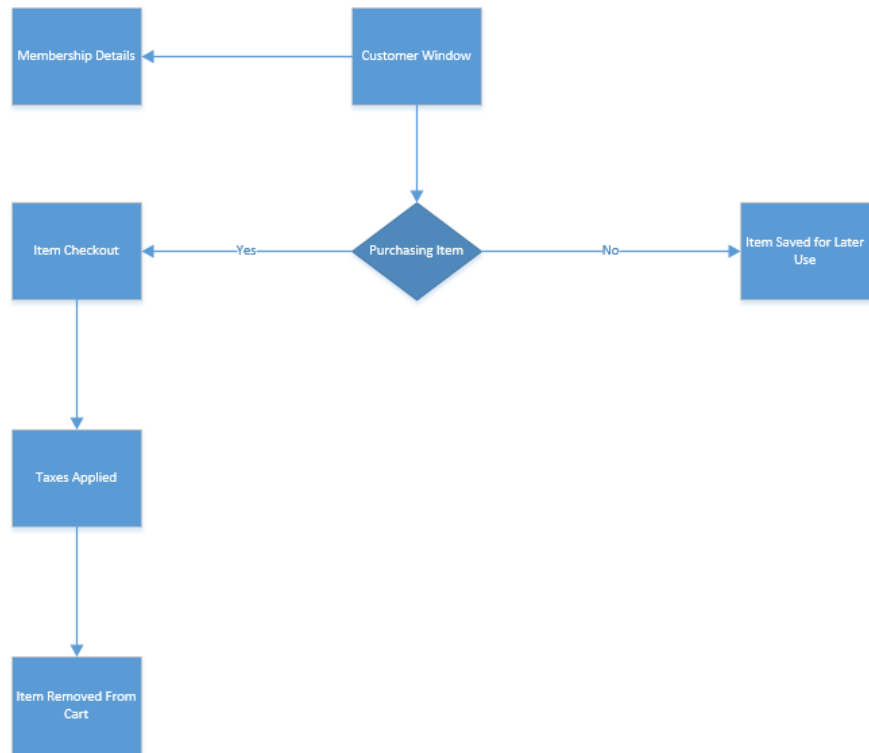 Membership Details
Customer Window
Item Checkout
Yes
Purchasing Item
No
Item Saved for Later
Use
Taxes Applied
Item Removed From
Cart